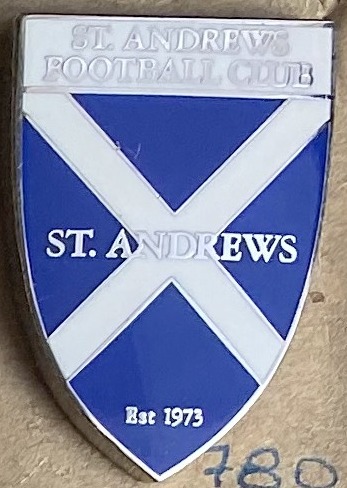 ST. ANDREWS
FOOTBALL CLUB
ST. ANDREWS
Est 1973
780